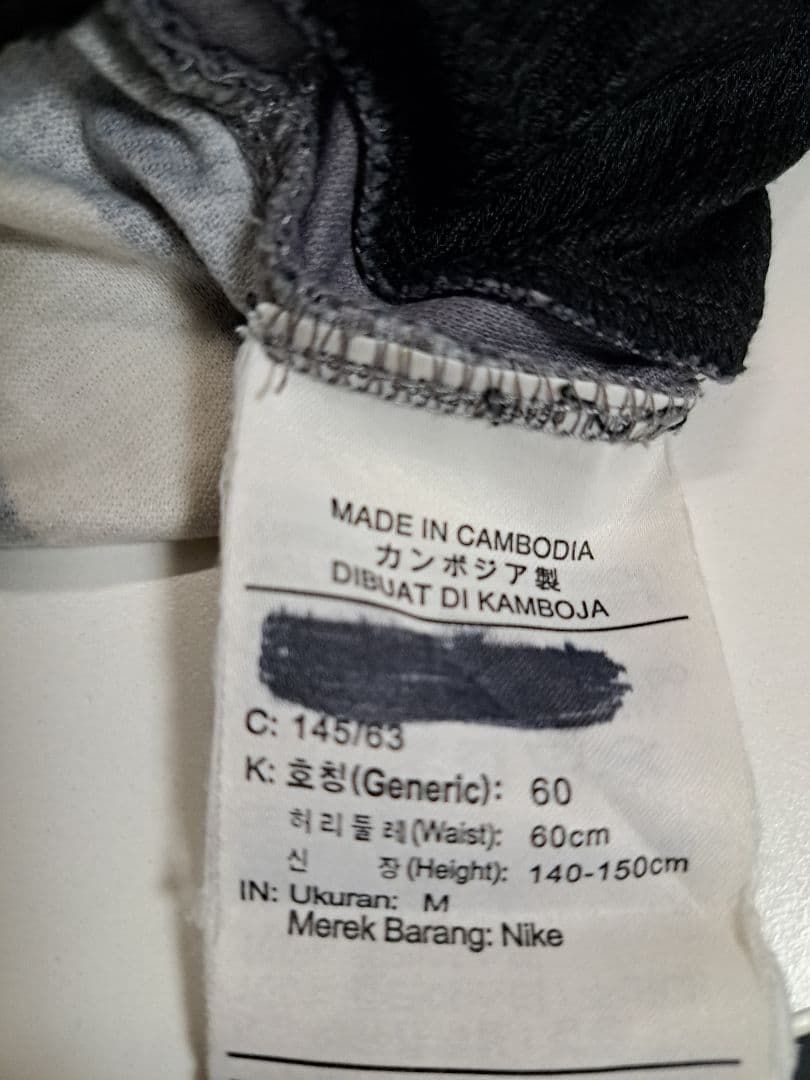 MADE IN CAMBODIA
カンボジア製
DIBUAT DI KAMBOJA
C: 145/63
K: 호칭(Generic): 60
허리둘레(Waist): 60cm
신 장(Height): 140-150cm
IN: Ukuran: M
Merek Barang: Nike